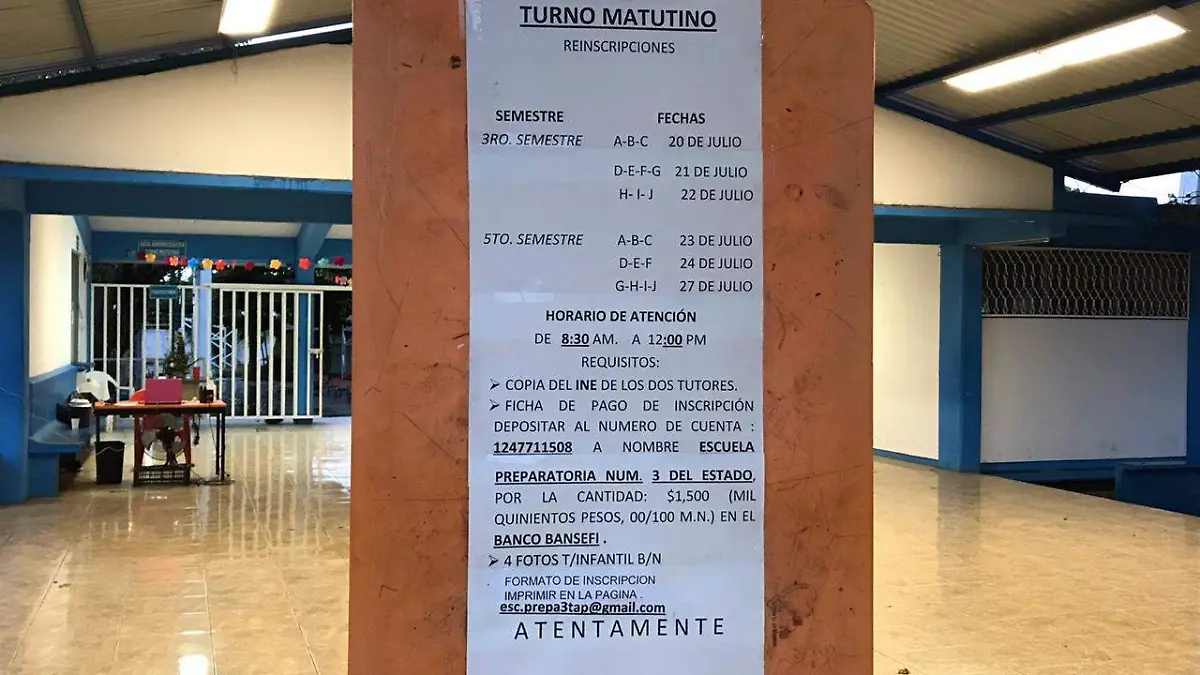 TURNO MATUTINO
REINSCRIPCIONES
SEMESTRE FECHAS
3RO. SEMESTRE A-B-C 20 DE JULIO
D-E-F-G 21 DE JULIO
H- I- J 22 DE JULIO
5TO. SEMESTRE A-B-C 23 DE JULIO
D-E-F 24 DE JULIO
G-H-I-J 27 DE JULIO
HORARIO DE ATENCIÓN
DE 8:30 AM. A 12:00 PM
REQUISITOS:
➢ COPIA DEL INE DE LOS DOS TUTORES.
➢ FICHA DE PAGO DE INSCRIPCIÓN
DEPOSITAR AL NUMERO DE CUENTA :
1247711508 A NOMBRE ESCUELA
PREPARATORIA NUM. 3 DEL ESTADO,
POR LA CANTIDAD: $1,500 (MIL
QUINIENTOS PESOS, 00/100 M.N.) EN EL
BANCO BANSEFI .
➢ 4 FOTOS T/INFANTIL B/N
FORMATO DE INSCRIPCION
IMPRIMIR EN LA PAGINA .
esc.prepa3tap@gmail.com
ATENTAMENTE